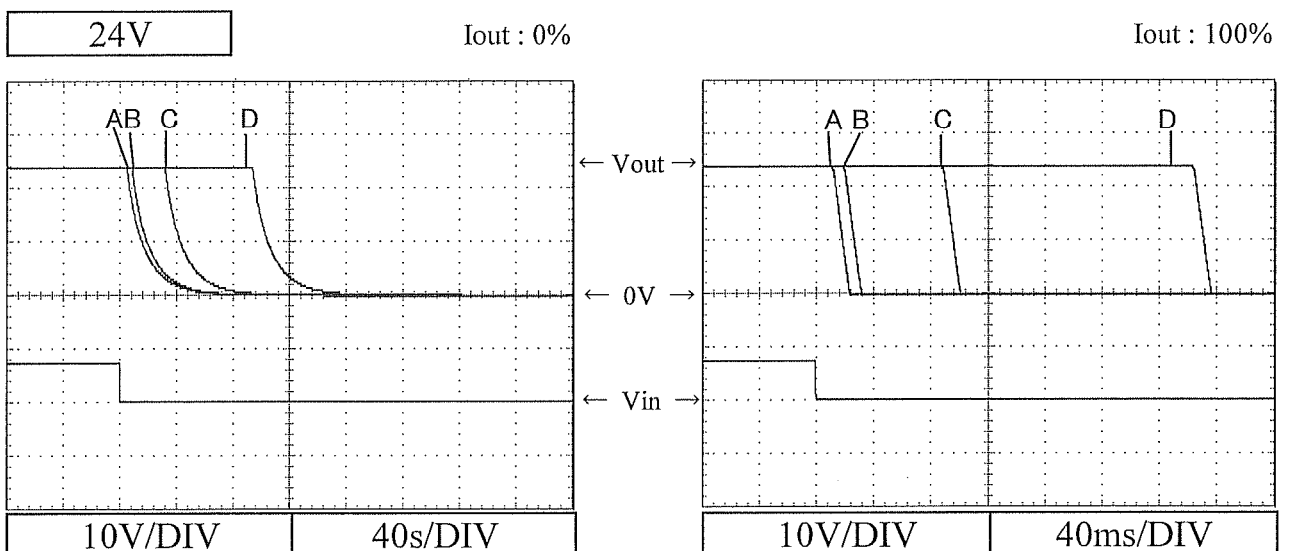 24V
Iout : 0%
Iout : 100%
A B C D
A B C D
← Vout →
← 0V →
← Vin →
10V/DIV
40s/DIV
10V/DIV
40ms/DIV